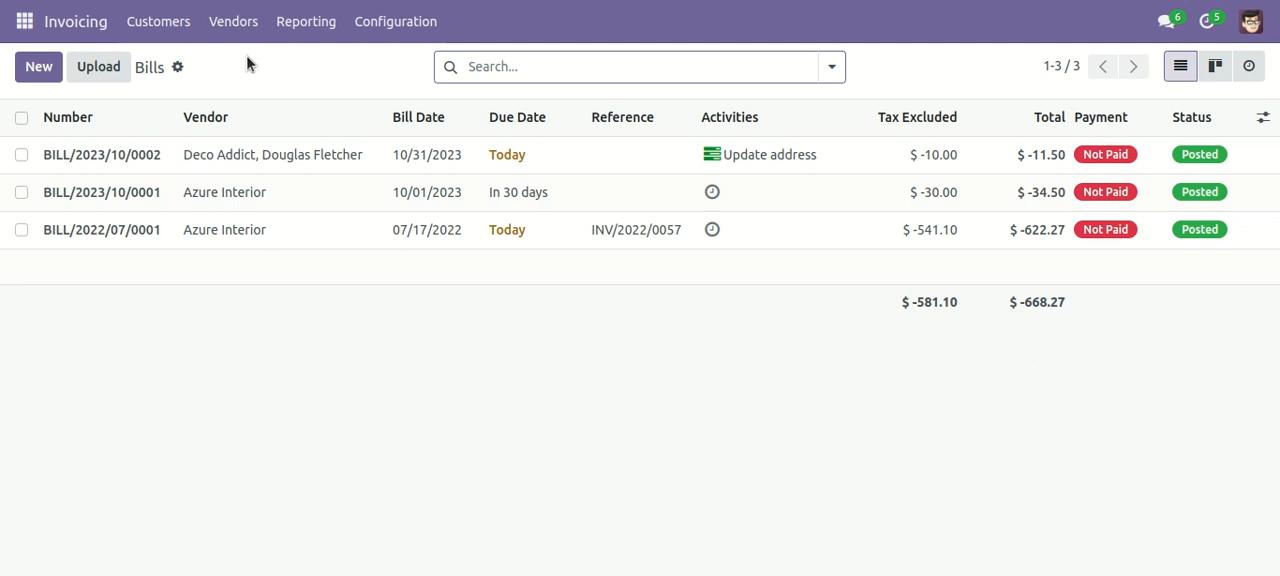 Invoicing Customers Vendors Reporting Configuration 6 5
New Upload Bills Search... 1-3 / 3
Number Vendor Bill Date Due Date Reference Activities Tax Excluded Total Payment Status
BILL/2023/10/0002 Deco Addict, Douglas Fletcher 10/31/2023 Today Update address $ -10.00 $ -11.50 Not Paid Posted
BILL/2023/10/0001 Azure Interior 10/01/2023 In 30 days $ -30.00 $ -34.50 Not Paid Posted
BILL/2022/07/0001 Azure Interior 07/17/2022 Today INV/2022/0057 $ -541.10 $ -622.27 Not Paid Posted
$ -581.10 $ -668.27